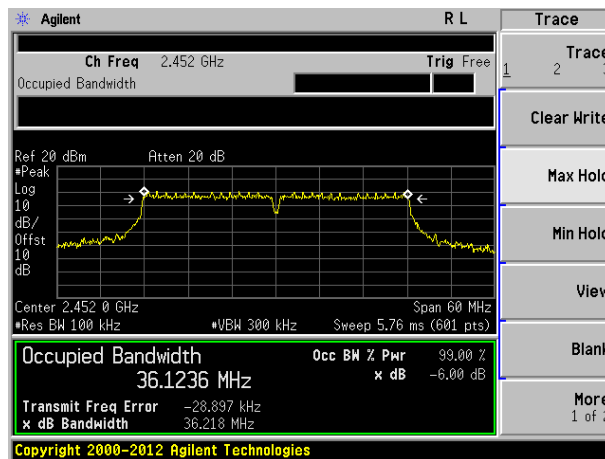 Agilent R L Trace
Ch Freq 2.452 GHz Trig Free
Occupied Bandwidth
Trace
1 2 3
Clear Write
Max Hold
Min Hold
View
Blank
More
1 of 2
Ref 20 dBm Atten 20 dB
#Peak
Log
10
dB/
Offst
10
dB
Center 2.452 0 GHz Span 60 MHz
#Res BW 100 kHz #VBW 300 kHz Sweep 5.76 ms (601 pts)
Occupied Bandwidth Occ BW % Pwr 99.00 %
36.1236 MHz x dB -6.00 dB
Transmit Freq Error -28.897 kHz
x dB Bandwidth 36.218 MHz
Copyright 2000-2012 Agilent Technologies